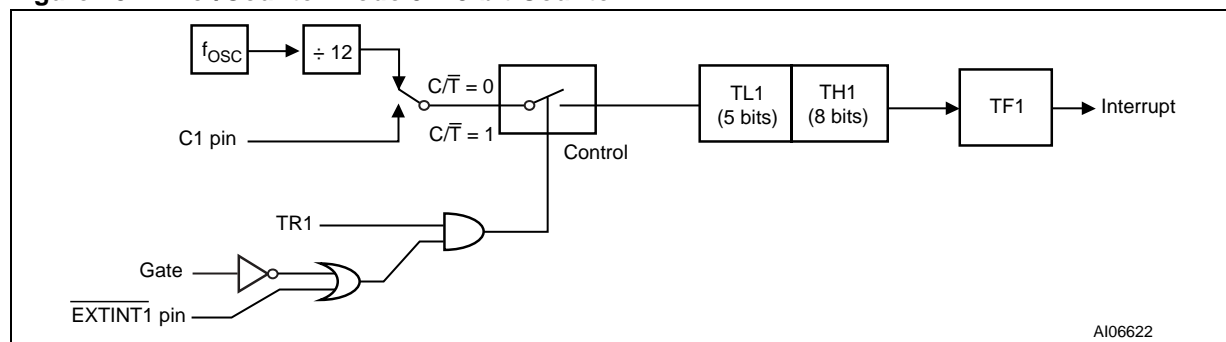 fOSC
÷ 12
C/T̅ = 0
C/T̅ = 1
C1 pin
Control
TL1
(5 bits)
TH1
(8 bits)
TF1
Interrupt
TR1
Gate
EXTINT1 pin
AI06622